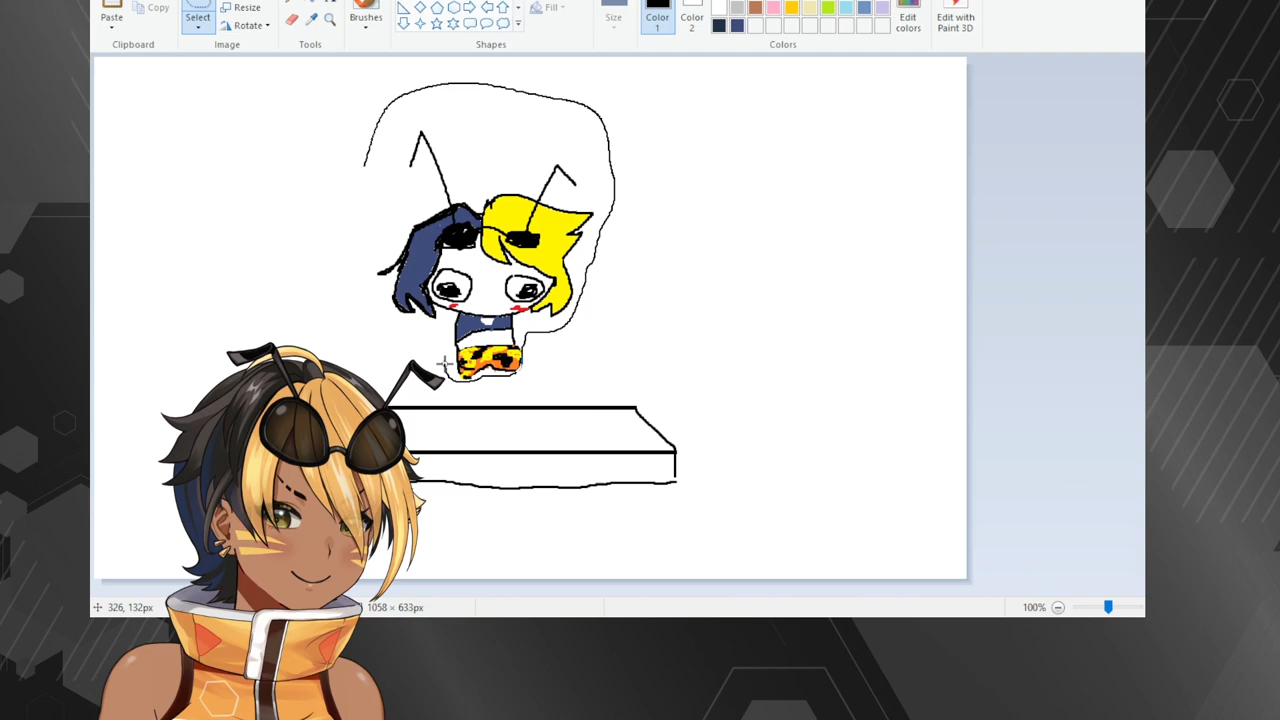 Paste
Copy
Select
Resize
Rotate
Brushes
Fill
Size
Color 1
Color 2
Edit colors
Edit with Paint 3D
Clipboard
Image
Tools
Shapes
Colors
326, 132px
1058 × 633px
100%